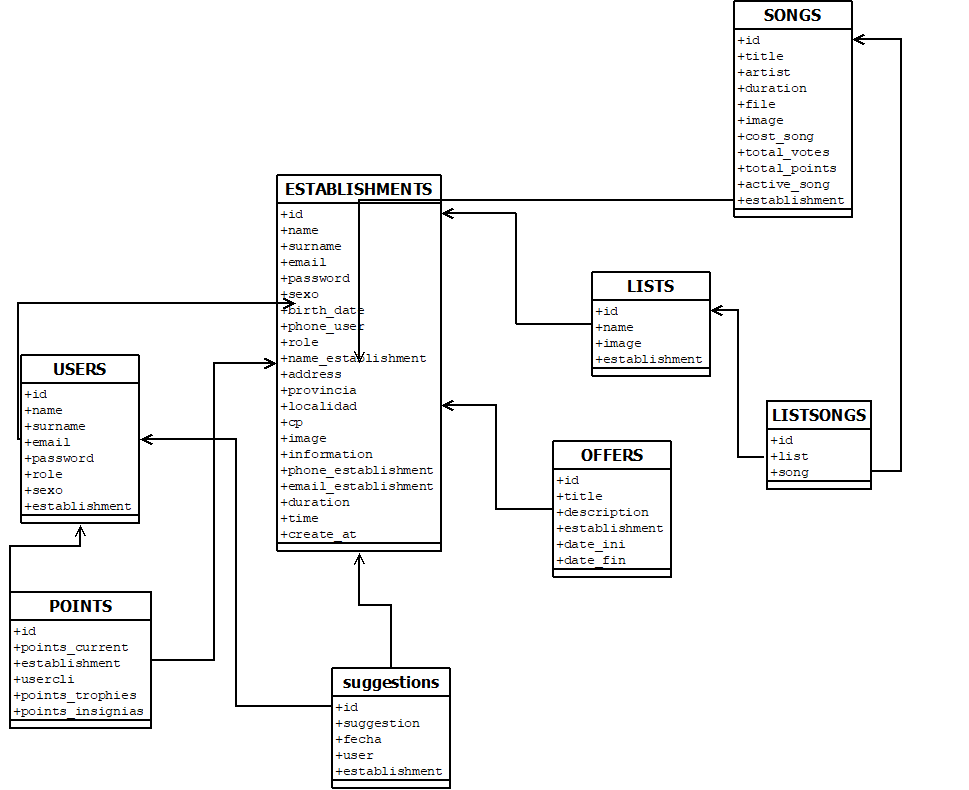 SONGS
+id
+title
+artist
+duration
+file
+image
+cost_song
+total_votes
+total_points
+active_song
+establishment
ESTABLISHMENTS
+id
+name
+surname
+email
+password
+sexo
+birth_date
+phone_user
+role
+name_establishment
+address
+provincia
+localidad
+cp
+image
+information
+phone_establishment
+email_establishment
+duration
+time
+create_at
LISTS
+id
+name
+image
+establishment
USERS
+id
+name
+surname
+email
+password
+role
+sexo
+establishment
LISTSONGS
+id
+list
+song
OFFERS
+id
+title
+description
+establishment
+date_ini
+date_fin
POINTS
+id
+points_current
+establishment
+usercli
+points_trophies
+points_insignias
suggestions
+id
+suggestion
+fecha
+user
+establishment